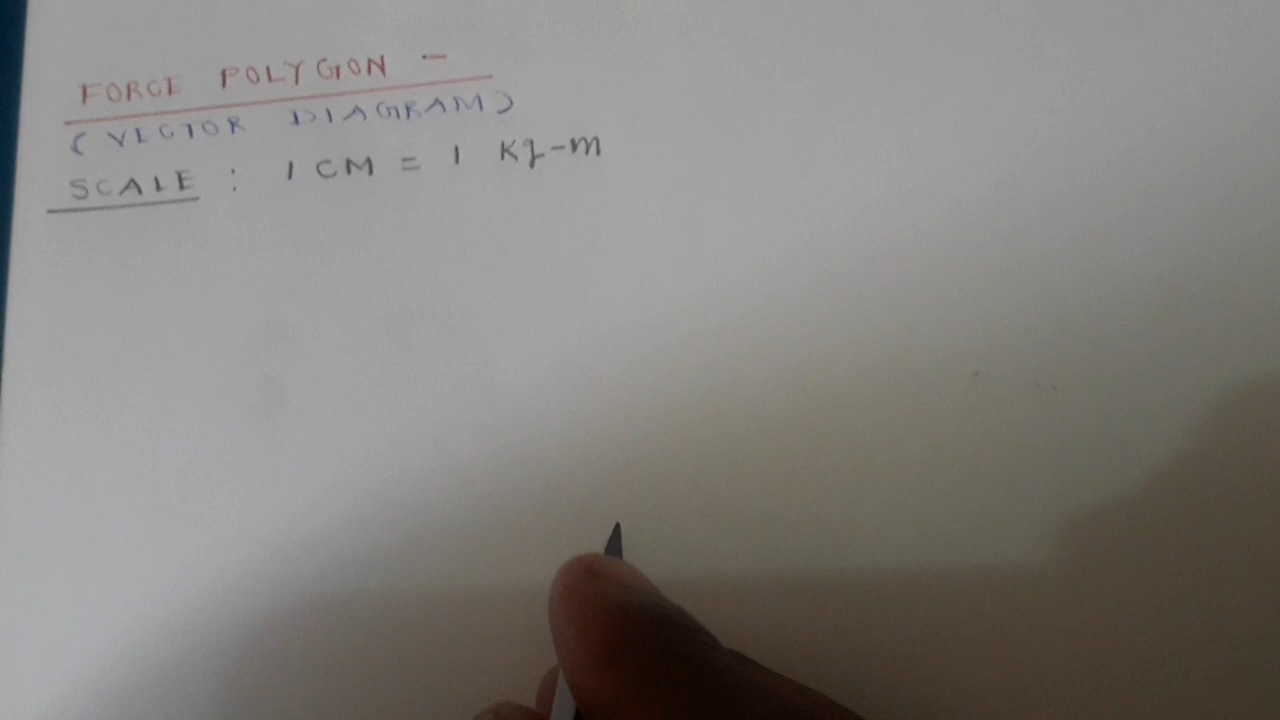 FORCE POLYGON -
(VECTOR DIAGRAM)
SCALE : 1 CM = 1 Kg-m